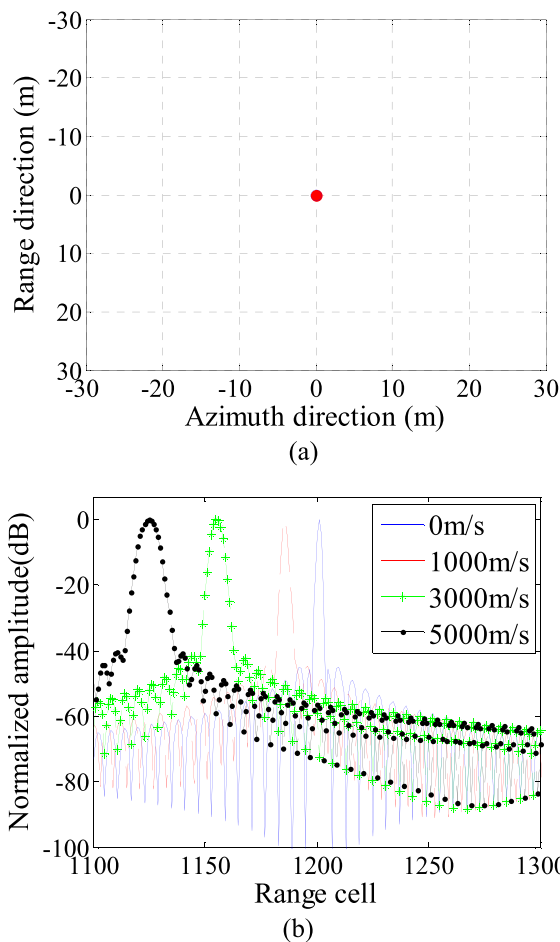 -30
-20
-10
0
10
20
30
Range direction (m)
-30 -20 -10 0 10 20 30
Azimuth direction (m)
(a)
0
-20
-40
-60
-80
-100
Normalized amplitude(dB)
0m/s
1000m/s
3000m/s
5000m/s
1100 1150 1200 1250 1300
Range cell
(b)